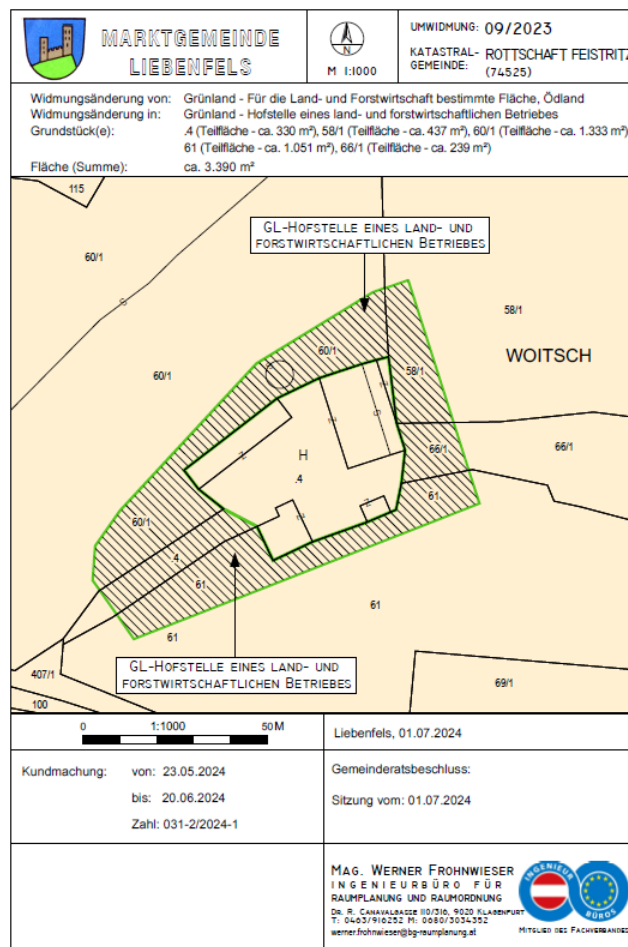 MARKTGEMEINDE
LIEBENFELS
N
M 1:1000
UMWIDMUNG: 09/2023
KATASTRAL-
GEMEINDE: ROTTSCHAFT FEISTRITZ
(74525)
Widmungsänderung von: Grünland - Für die Land- und Forstwirtschaft bestimmte Fläche, Ödland
Widmungsänderung in: Grünland - Hofstelle eines land- und forstwirtschaftlichen Betriebes
Grundstück(e): .4 (Teilfläche - ca. 330 m²), 58/1 (Teilfläche - ca. 437 m²), 60/1 (Teilfläche - ca. 1.333 m²)
61 (Teilfläche - ca. 1.051 m²), 66/1 (Teilfläche - ca. 239 m²)
Fläche (Summe): ca. 3.390 m²
115
GL-HOFSTELLE EINES LAND- UND
FORSTWIRTSCHAFTLICHEN BETRIEBES
60/1
58/1
60/1
WOITSCH
60/1
58/1
66/1
66/1
H
.4
61
60/1
.4
61
61
61
GL-HOFSTELLE EINES LAND- UND
FORSTWIRTSCHAFTLICHEN BETRIEBES
407/1
69/1
100
0 1:1000 50M
Liebenfels, 01.07.2024
Kundmachung: von: 23.05.2024
bis: 20.06.2024
Zahl: 031-2/2024-1
Gemeinderatsbeschluss:
Sitzung vom: 01.07.2024
MAG. WERNER FROHNWIESER
INGENIEURBÜRO FÜR
RAUMPLANUNG UND RAUMORDNUNG
DR. R. CANAVALGASSE 110/316, 9020 KLAGENFURT
T: 0463/916252 M: 0680/3034352
werner.frohnwieser@bg-raumplanung.at
INGENIEUR
BÜROS
MITGLIED DES FACHVERBANDES